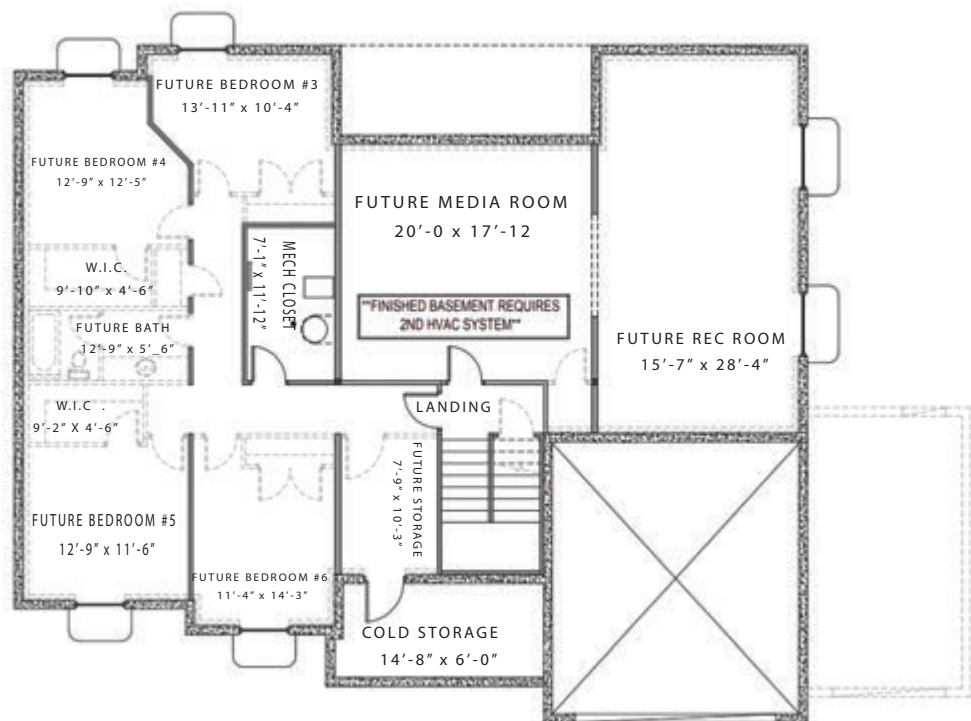 FUTURE BEDROOM #3
13'-11" x 10'-4"
FUTURE BEDROOM #4
12'-9" x 12'-5"
FUTURE MEDIA ROOM
20'-0 x 17'-12
MECH CLOSET
7'-1" x 11'-12"
W.I.C.
9'-10" x 4'-6"
**FINISHED BASEMENT REQUIRES
2ND HVAC SYSTEM**
FUTURE BATH
12'-9" x 5'_6"
FUTURE REC ROOM
15'-7" x 28'-4"
W.I.C .
9'-2" X 4'-6"
LANDING
FUTURE STORAGE
7'-9" x 10'-3"
FUTURE BEDROOM #5
12'-9" x 11'-6"
FUTURE BEDROOM #6
11'-4" x 14'-3"
COLD STORAGE
14'-8" x 6'-0"